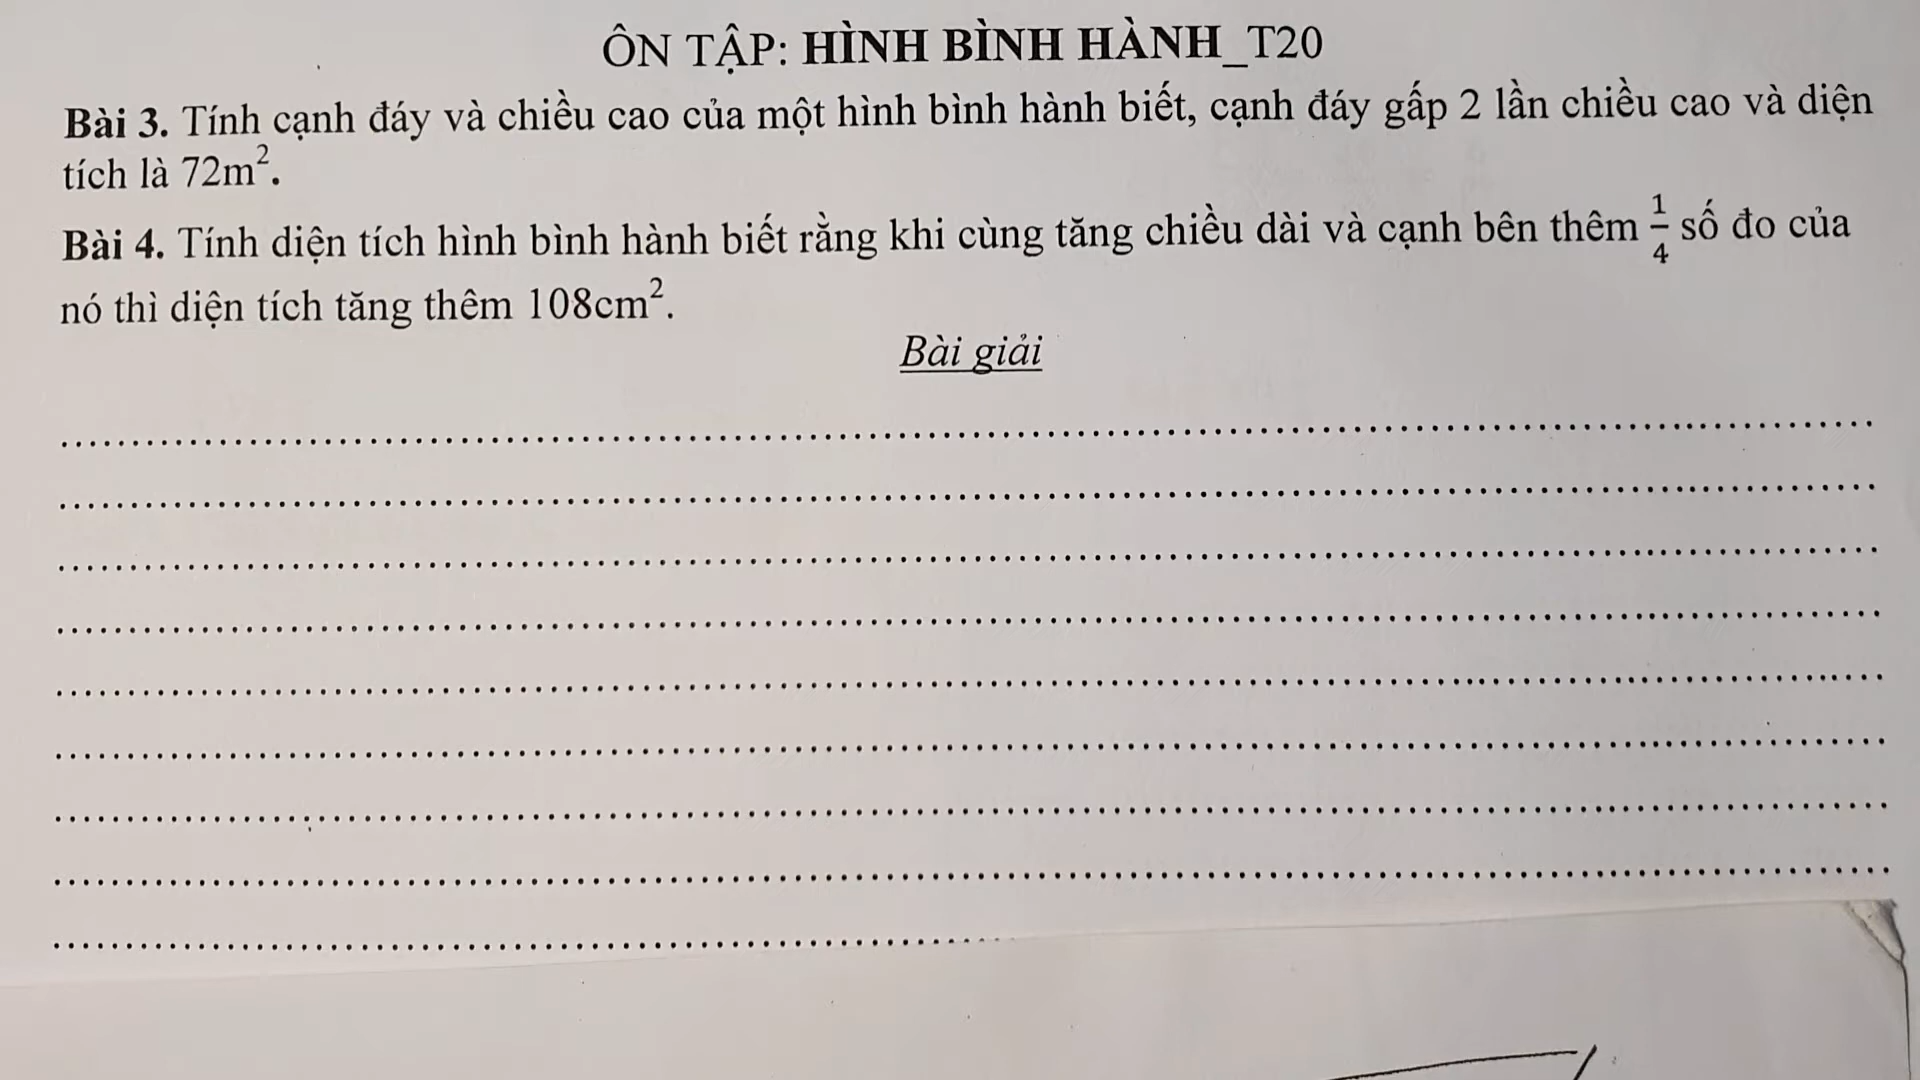 ÔN TẬP: HÌNH BÌNH HÀNH_T20
Bài 3. Tính cạnh đáy và chiều cao của một hình bình hành biết, cạnh đáy gấp 2 lần chiều cao và diện
tích là 72m².
Bài 4. Tính diện tích hình bình hành biết rằng khi cùng tăng chiều dài và cạnh bên thêm 1/4 số đo của
nó thì diện tích tăng thêm 108cm².
Bài giải